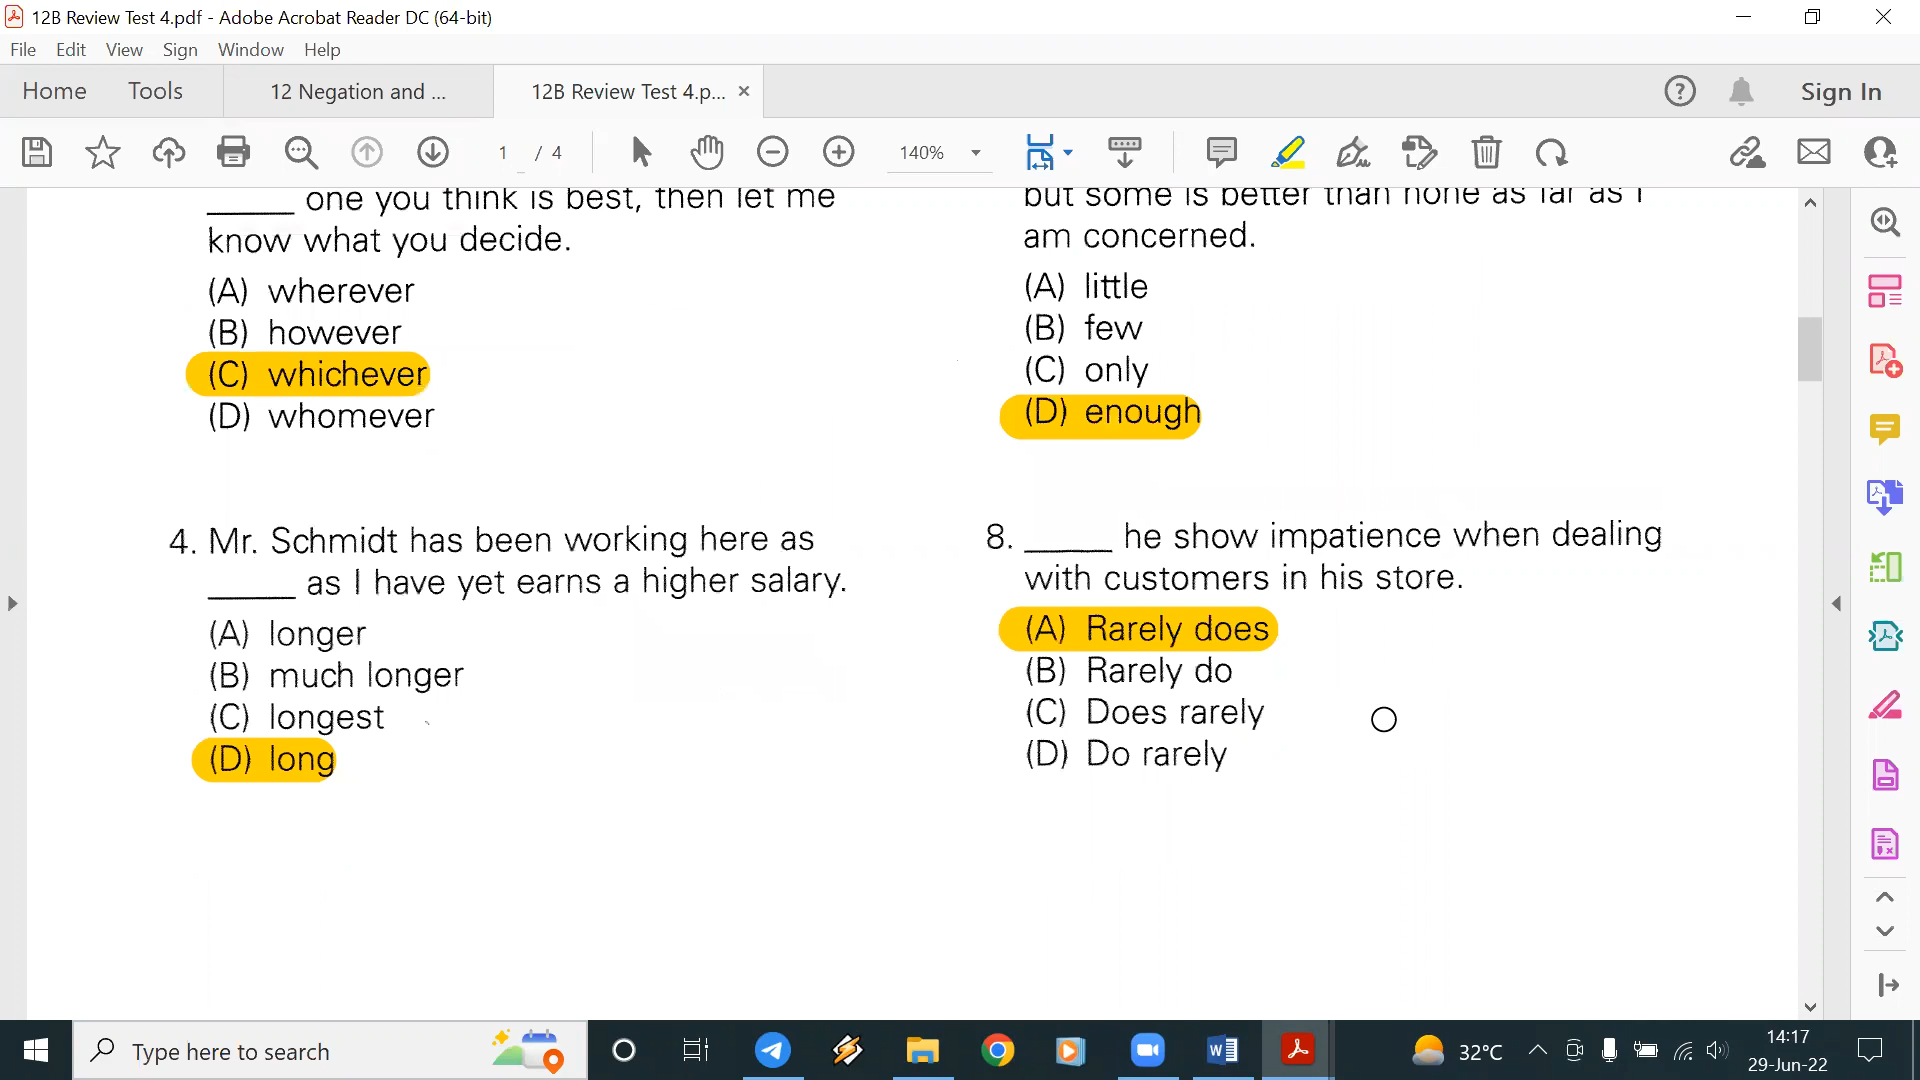 12B Review Test 4.pdf - Adobe Acrobat Reader DC (64-bit)
File Edit View Sign Window Help
Home Tools 12 Negation and ... 12B Review Test 4.p... × Sign In
1 / 4 140%
_____ one you think is best, then let me
know what you decide.
(A) wherever
(B) however
(C) whichever
(D) whomever
4. Mr. Schmidt has been working here as
_____ as I have yet earns a higher salary.
(A) longer
(B) much longer
(C) longest
(D) long
but some is better than none as far as I
am concerned.
(A) little
(B) few
(C) only
(D) enough
8. _____ he show impatience when dealing
with customers in his store.
(A) Rarely does
(B) Rarely do
(C) Does rarely
(D) Do rarely
Type here to search
32°C
14:17
29-Jun-22